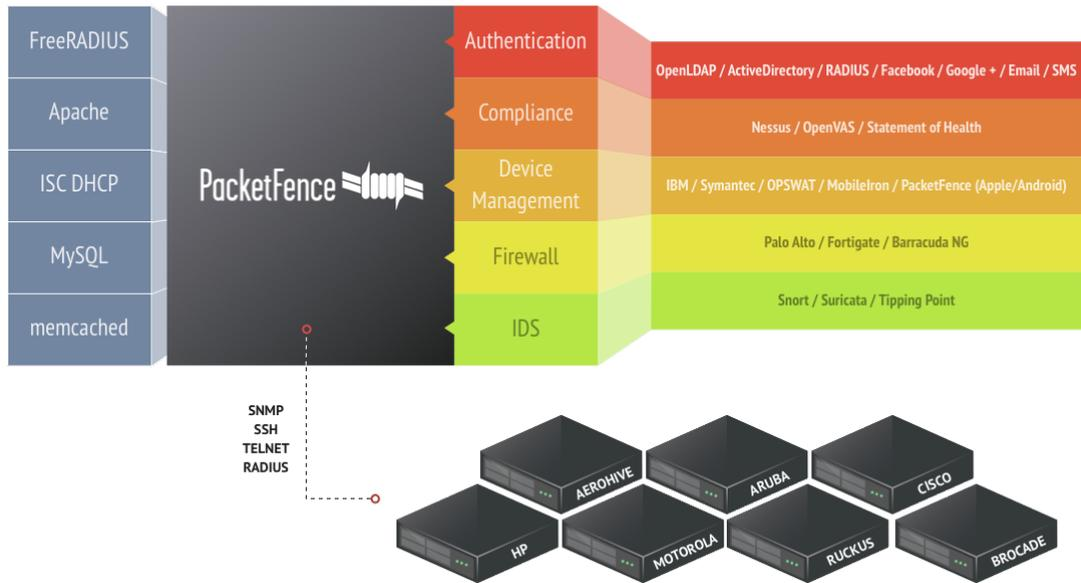 FreeRADIUS
Apache
ISC DHCP
MySQL
memcached
PacketFence
Authentication
Compliance
Device
Management
Firewall
IDS
OpenLDAP / ActiveDirectory / RADIUS / Facebook / Google + / Email / SMS
Nessus / OpenVAS / Statement of Health
IBM / Symantec / OPSWAT / MobileIron / PacketFence (Apple/Android)
Palo Alto / Fortigate / Barracuda NG
Snort / Suricata / Tipping Point
SNMP
SSH
TELNET
RADIUS
AEROHIVE
ARUBA
CISCO
HP
MOTOROLA
RUCKUS
BROCADE